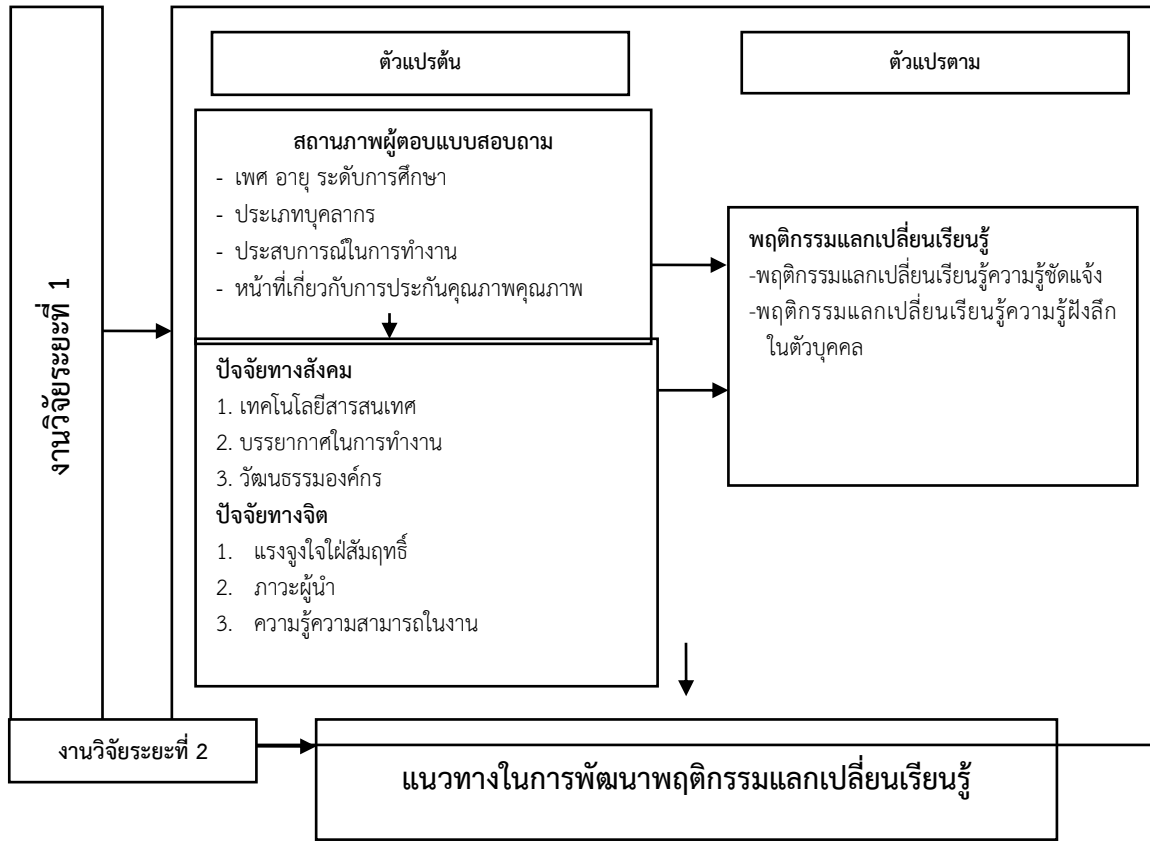 งานวิจัยระยะที่ 1
ตัวแปรต้น
ตัวแปรตาม
สถานภาพผู้ตอบแบบสอบถาม
- เพศ อายุ ระดับการศึกษา
- ประเภทบุคลากร
- ประสบการณ์ในการทำงาน
- หน้าที่เกี่ยวกับการประกันคุณภาพคุณภาพ
ปัจจัยทางสังคม
1. เทคโนโลยีสารสนเทศ
2. บรรยากาศในการทำงาน
3. วัฒนธรรมองค์กร
ปัจจัยทางจิต
1. แรงจูงใจใฝ่สัมฤทธิ์
2. ภาวะผู้นำ
3. ความรู้ความสามารถในงาน
พฤติกรรมแลกเปลี่ยนเรียนรู้
-พฤติกรรมแลกเปลี่ยนเรียนรู้ความรู้ชัดแจ้ง
-พฤติกรรมแลกเปลี่ยนเรียนรู้ความรู้ฝังลึก
ในตัวบุคคล
งานวิจัยระยะที่ 2
แนวทางในการพัฒนาพฤติกรรมแลกเปลี่ยนเรียนรู้